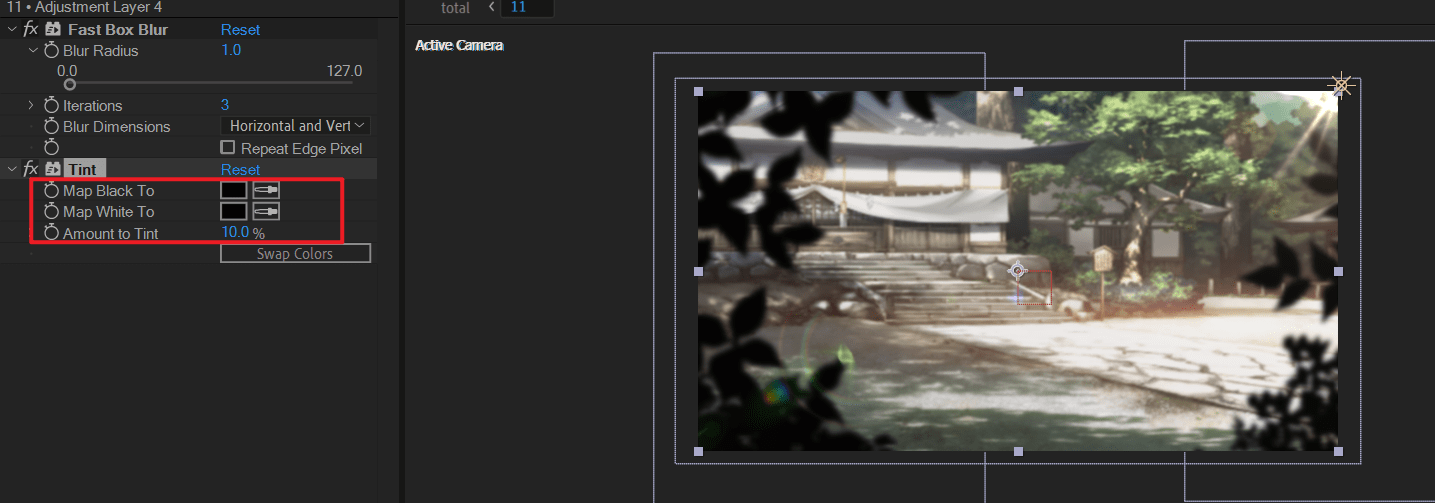 11 • Adjustment Layer 4
total 11
fx Fast Box Blur Reset
Active Camera
Blur Radius 1.0
0.0 127.0
Iterations 3
Blur Dimensions Horizontal and Vert
Repeat Edge Pixel
fx Tint Reset
Map Black To
Map White To
Amount to Tint 10.0 %
Swap Colors